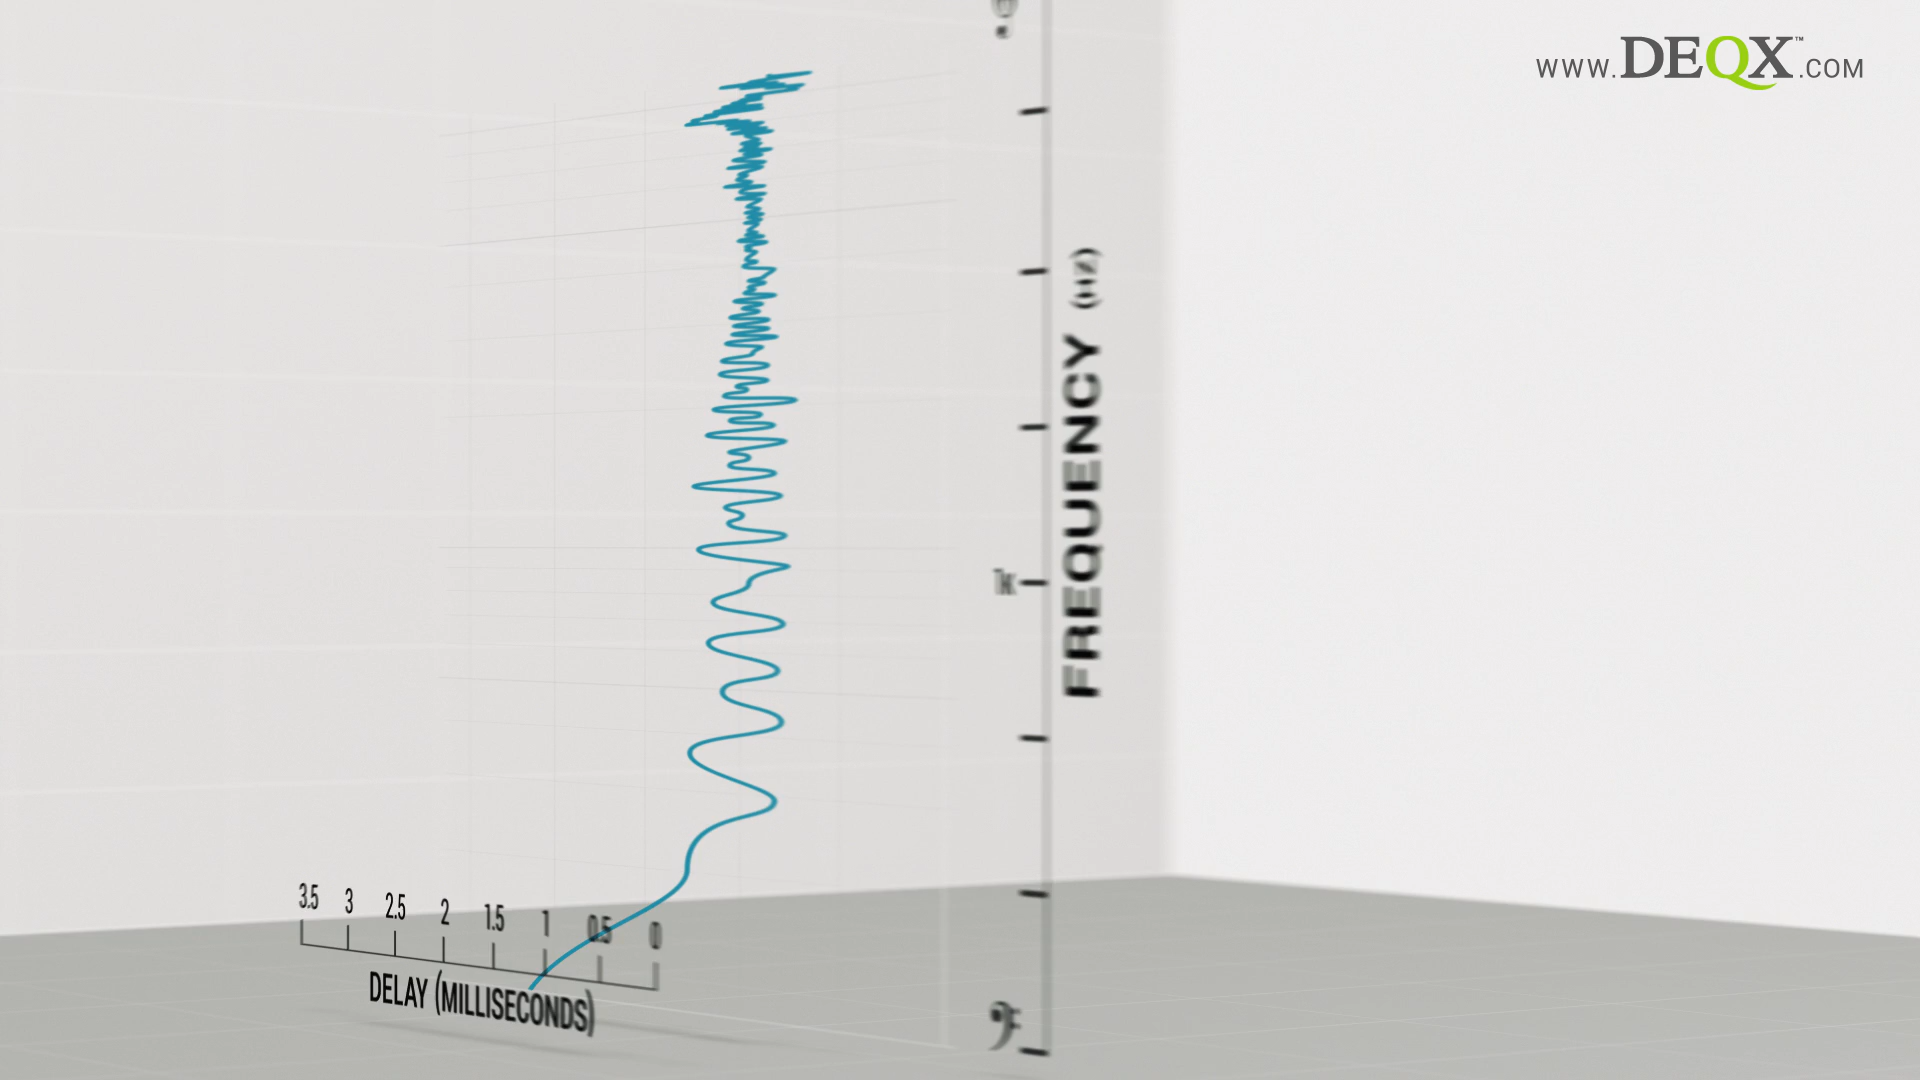 www.DEQX™.COM
FREQUENCY (HZ)
1K
3.5 3 2.5 2 1.5 1 0.5 0
DELAY (MILLISECONDS)